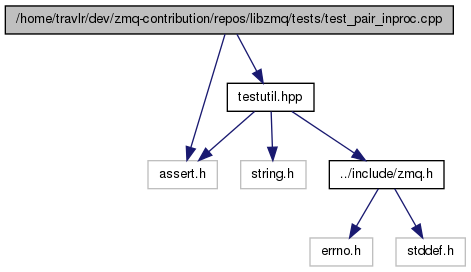 /home/travlr/dev/zmq-contribution/repos/libzmq/tests/test_pair_inproc.cpp
testutil.hpp
assert.h
string.h
../include/zmq.h
errno.h
stddef.h